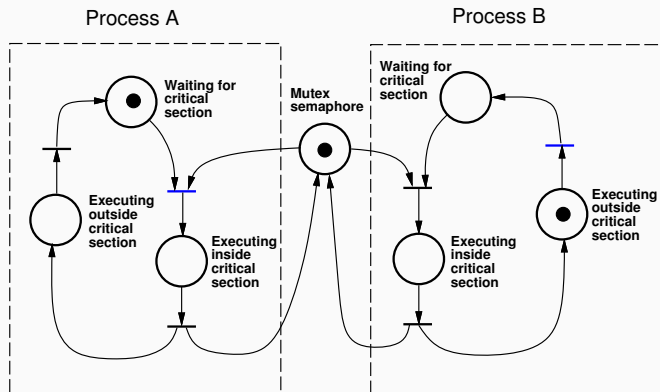 Process A
Process B
Waiting for
critical
section
Mutex
semaphore
Waiting for
critical
section
Executing
outside
critical
section
Executing
inside
critical
section
Executing
inside
critical
section
Executing
outside
critical
section